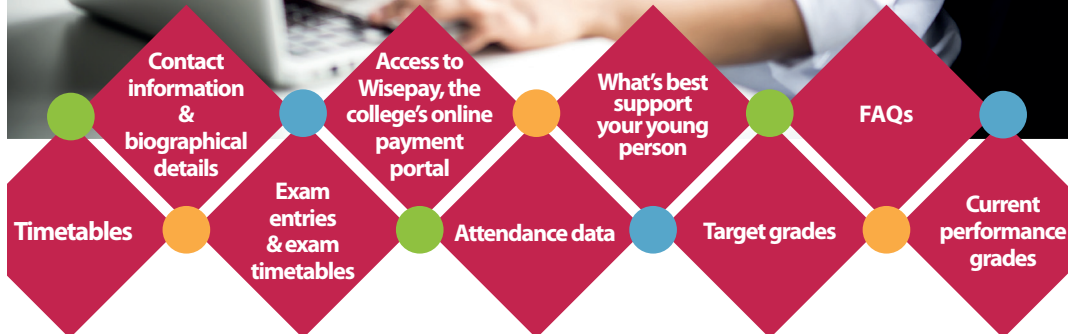 Contact
information
&
biographical
details
Access to
Wisepay, the
college's online
payment
portal
What's best
support
your young
person
FAQs
Timetables
Exam
entries
& exam
timetables
Attendance data
Target grades
Current
performance
grades